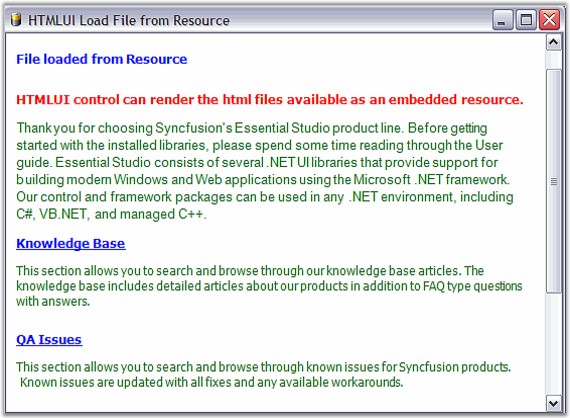 HTMLUI Load File from Resource
File loaded from Resource
HTMLUI control can render the html files available as an embedded resource.
Thank you for choosing Syncfusion's Essential Studio product line. Before getting
started with the installed libraries, please spend some time reading through the User
guide. Essential Studio consists of several .NET UI libraries that provide support for
building modern Windows and Web applications using the Microsoft .NET framework.
Our control and framework packages can be used in any .NET environment, including
C#, VB.NET, and managed C++.
Knowledge Base
This section allows you to search and browse through our knowledge base articles. The
knowledge base includes detailed articles about our products in addition to FAQ type questions
with answers.
QA Issues
This section allows you to search and browse through known issues for Syncfusion products.
Known issues are updated with all fixes and any available workarounds.